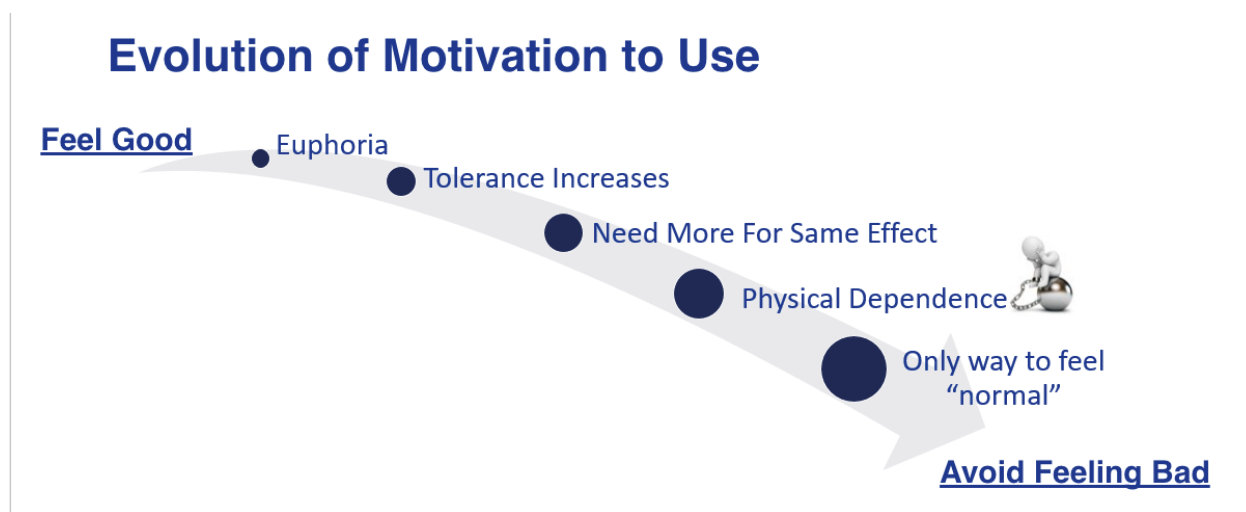 Evolution of Motivation to Use
Feel Good
Euphoria
Tolerance Increases
Need More For Same Effect
Physical Dependence
Only way to feel
“normal”
Avoid Feeling Bad